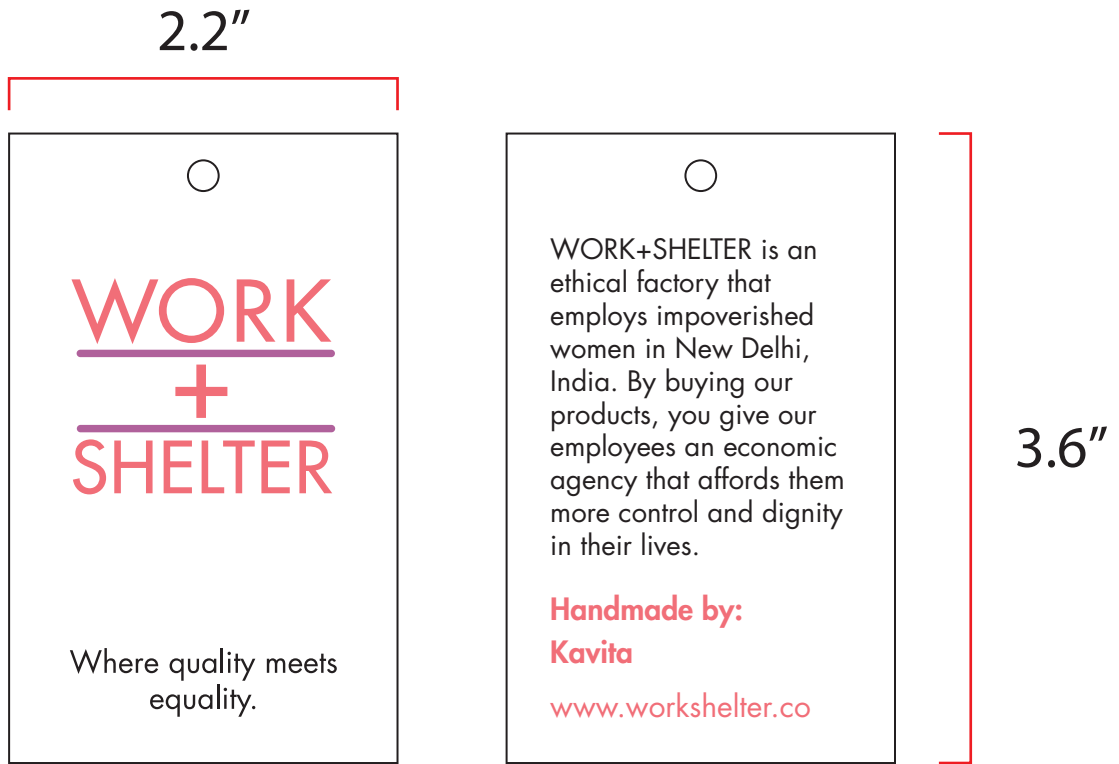 2.2”
WORK
+
SHELTER
Where quality meets
equality.
WORK+SHELTER is an
ethical factory that
employs impoverished
women in New Delhi,
India. By buying our
products, you give our
employees an economic
agency that affords them
more control and dignity
in their lives.
Handmade by:
Kavita
www.workshelter.co
3.6”